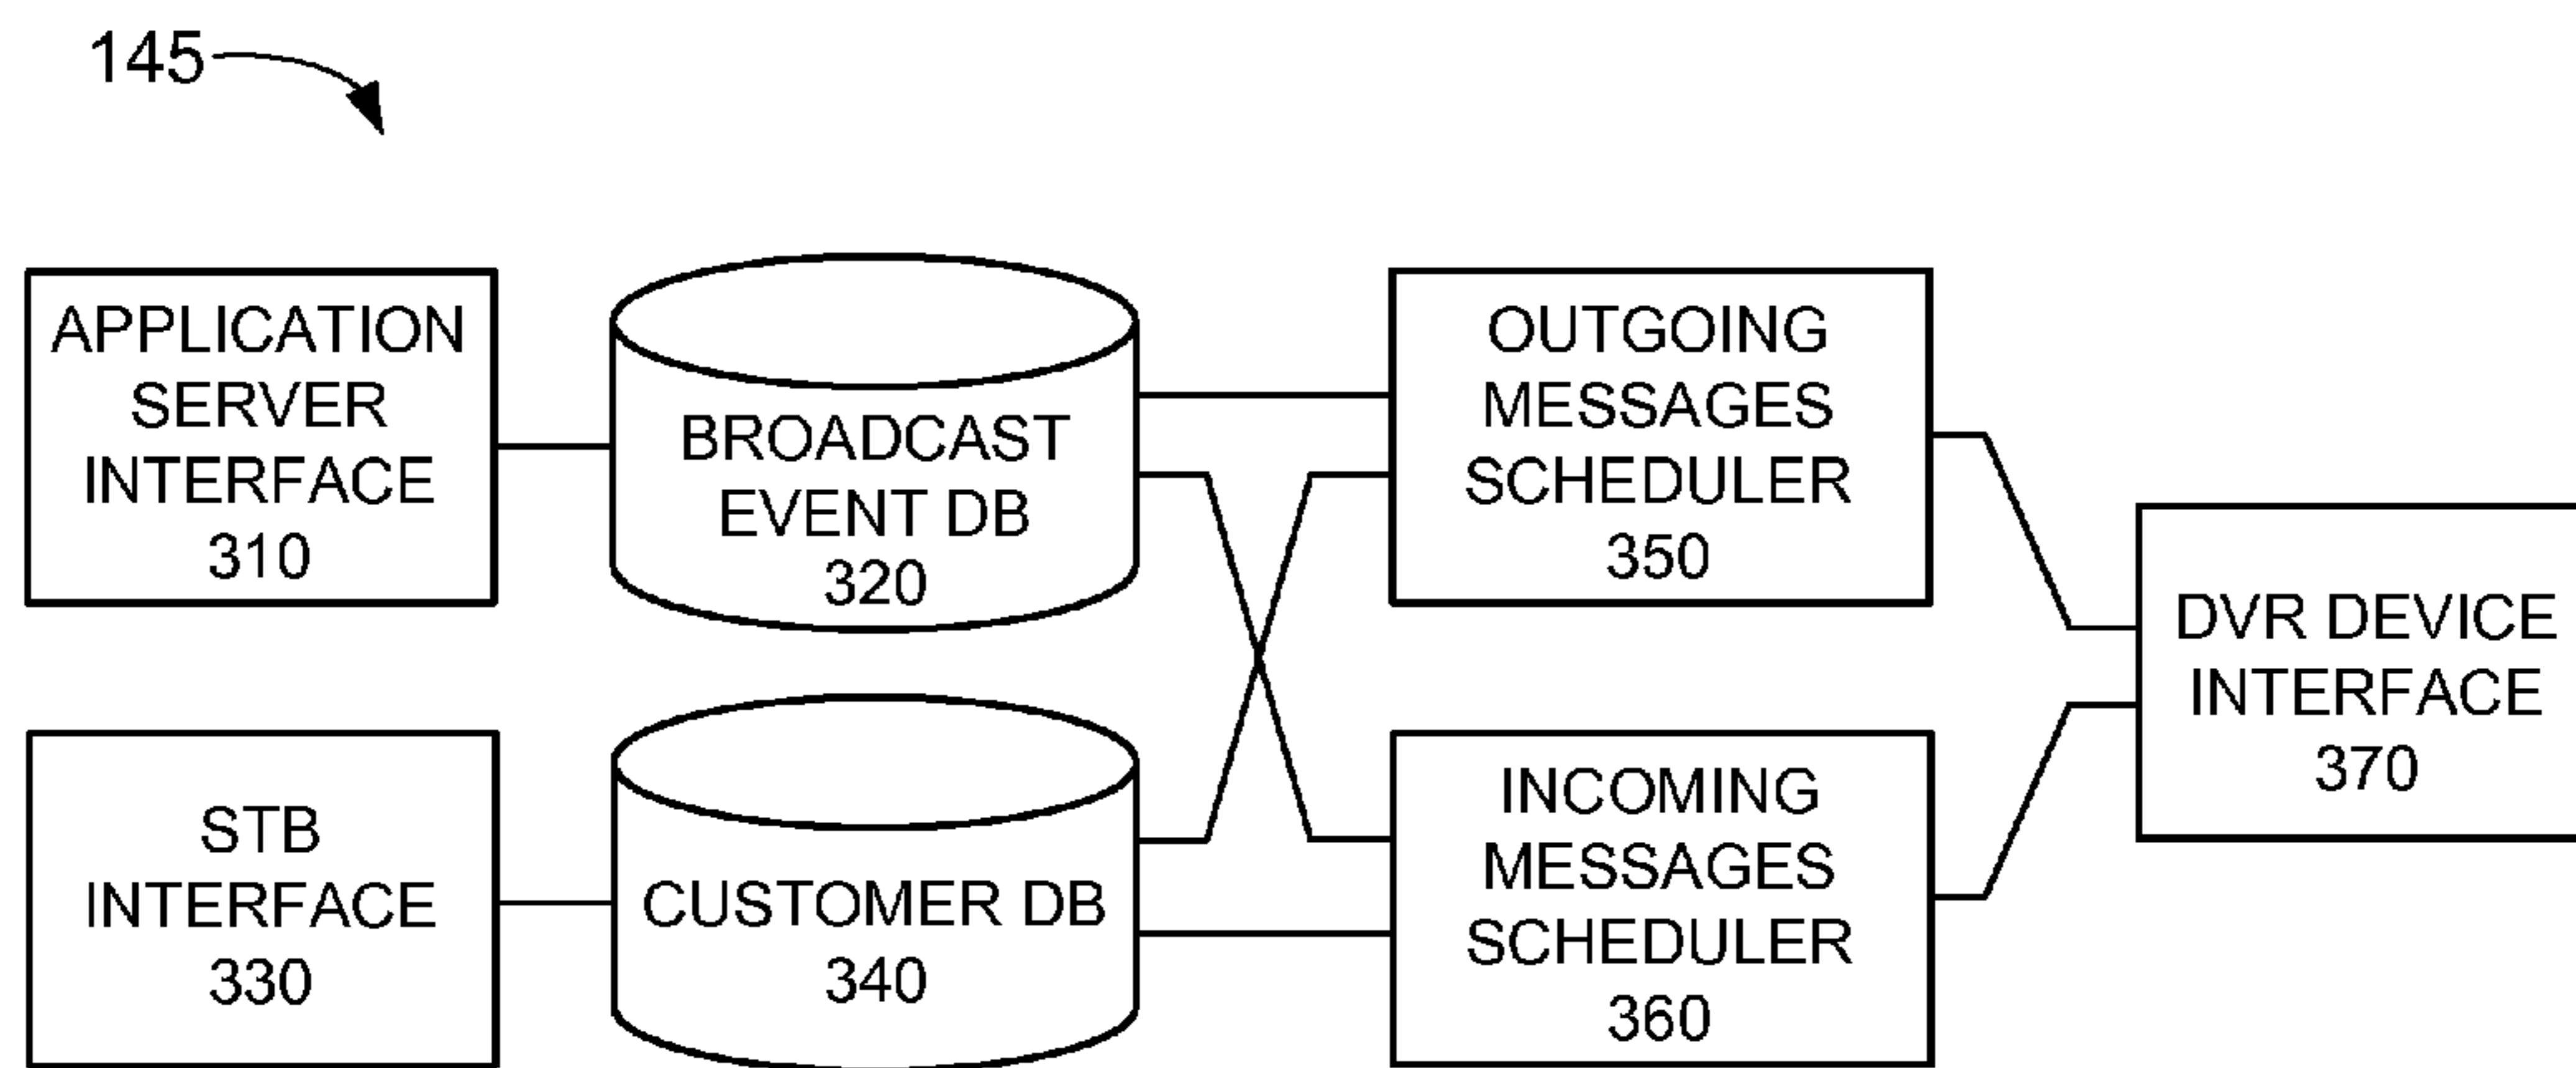 145
APPLICATION
SERVER
INTERFACE
310
BROADCAST
EVENT DB
320
OUTGOING
MESSAGES
SCHEDULER
350
DVR DEVICE
INTERFACE
370
STB
INTERFACE
330
CUSTOMER DB
340
INCOMING
MESSAGES
SCHEDULER
360